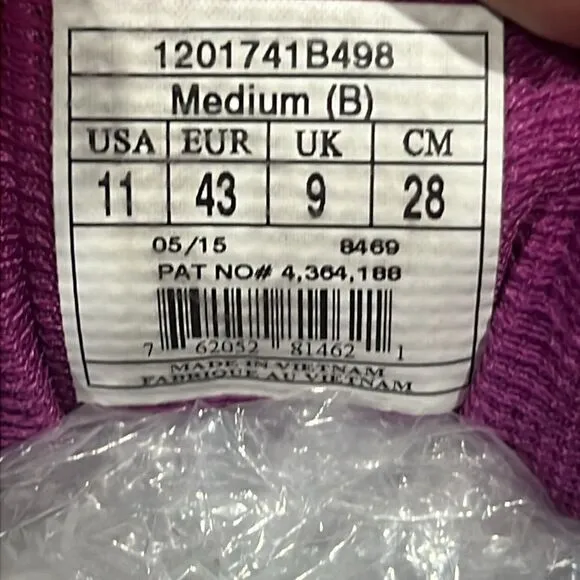 1201741B498
Medium (B)
USA EUR UK CM
11 43 9 28
05/15 8469
PAT NO# 4,364,188
7 62052 81462 1
MADE IN VIETNAM
FABRIQUE AU VIETNAM